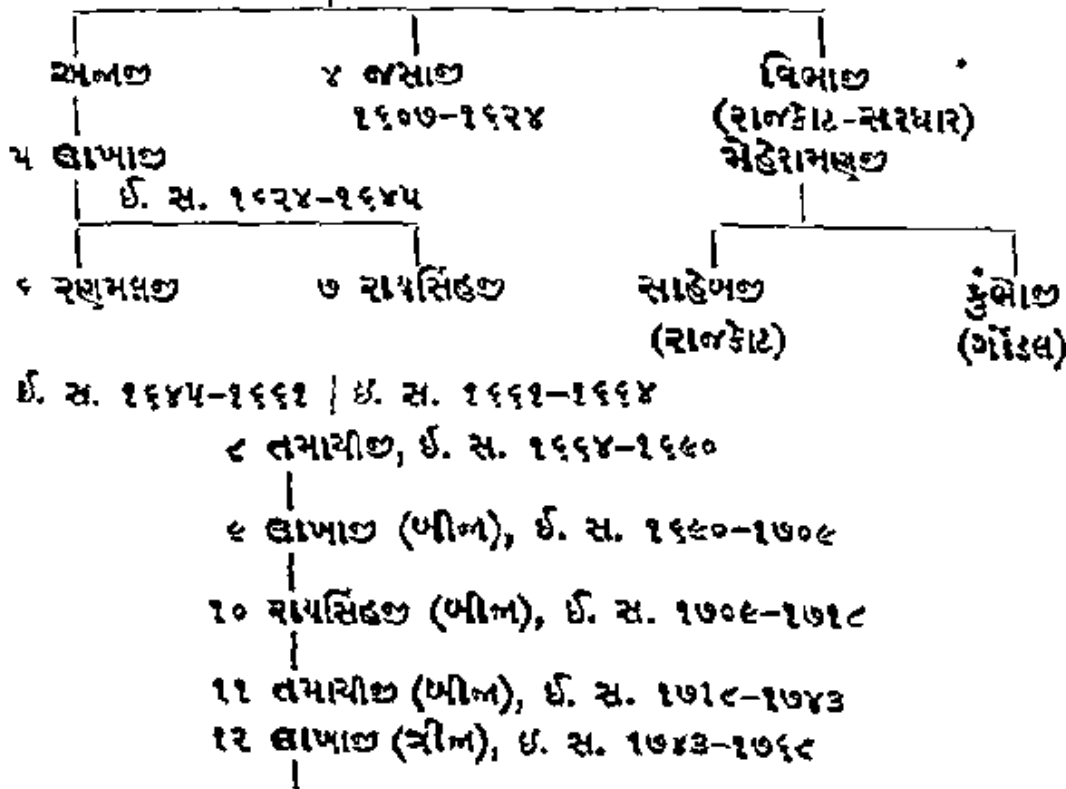 અજાજી ૪ જસાજી વિભાજી
૧૬૦૭-૧૬૨૪ (રાજકોટ-સરધાર)
૫ લાખાજી મેહેરામણજી
ઈ. સ. ૧૬૨૪-૧૬૪૫
૬ રણમલજી ૭ રાયસિંહજી સાહેબજી કુંભોજી
(રાજકોટ) (ગોંડલ)
ઈ. સ. ૧૬૪૫-૧૬૬૧ ઇ. સ. ૧૬૬૧-૧૬૬૪
૮ તમાચીજી, ઈ. સ. ૧૬૬૪-૧૬૯૦
૯ લાખાજી (બીજા), ઈ. સ. ૧૬૯૦-૧૭૦૯
૧૦ રાયસિંહજી (બીજા), ઈ. સ. ૧૭૦૯-૧૭૧૮
૧૧ તમાચીજી (બીજા), ઈ. સ. ૧૭૧૮-૧૭૪૩
૧૨ લાખાજી (ત્રીજા), ઇ. સ. ૧૭૪૩-૧૭૬૮